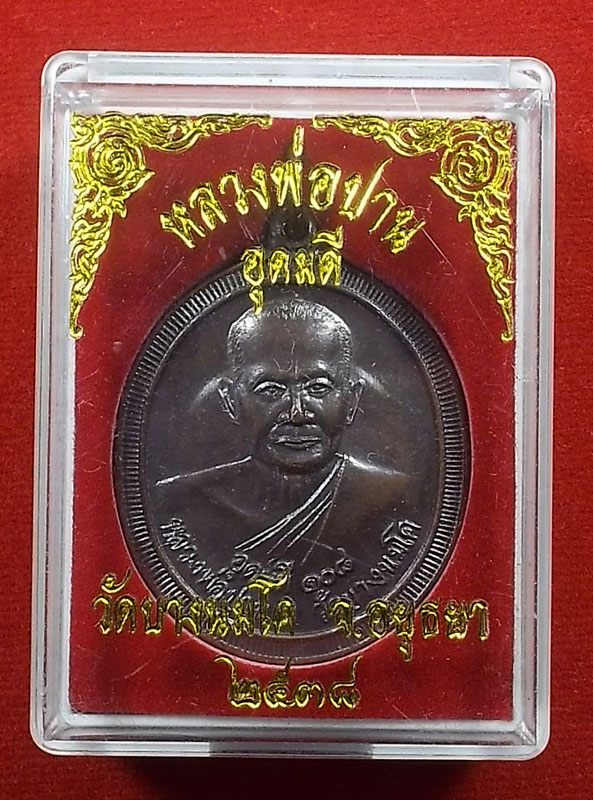 หลวงพ่อปาน
อุดมดี
วัดบางนมโค จ.อยุธยา
๒๕๓๘